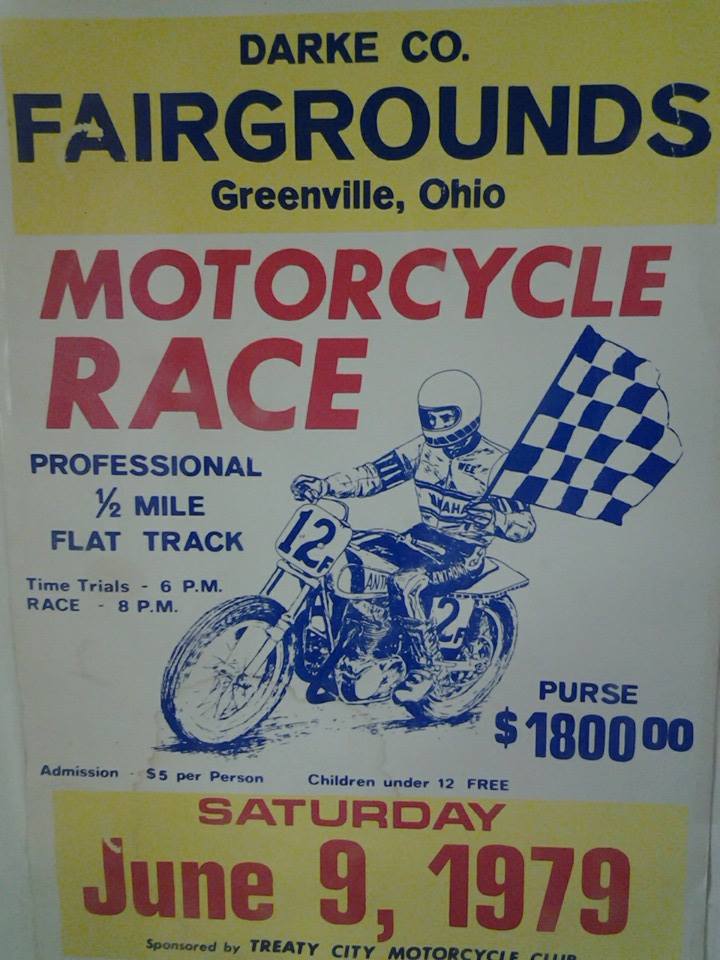 DARKE CO.
FAIRGROUNDS
Greenville, Ohio
MOTORCYCLE
RACE
PROFESSIONAL
½ MILE
FLAT TRACK
Time Trials - 6 P.M.
RACE - 8 P.M.
12F
2F
PURSE
$1800 00
Admission - $5 per Person Children under 12 FREE
SATURDAY
June 9, 1979
Sponsored by TREATY CITY MOTORCYCLE CLUB